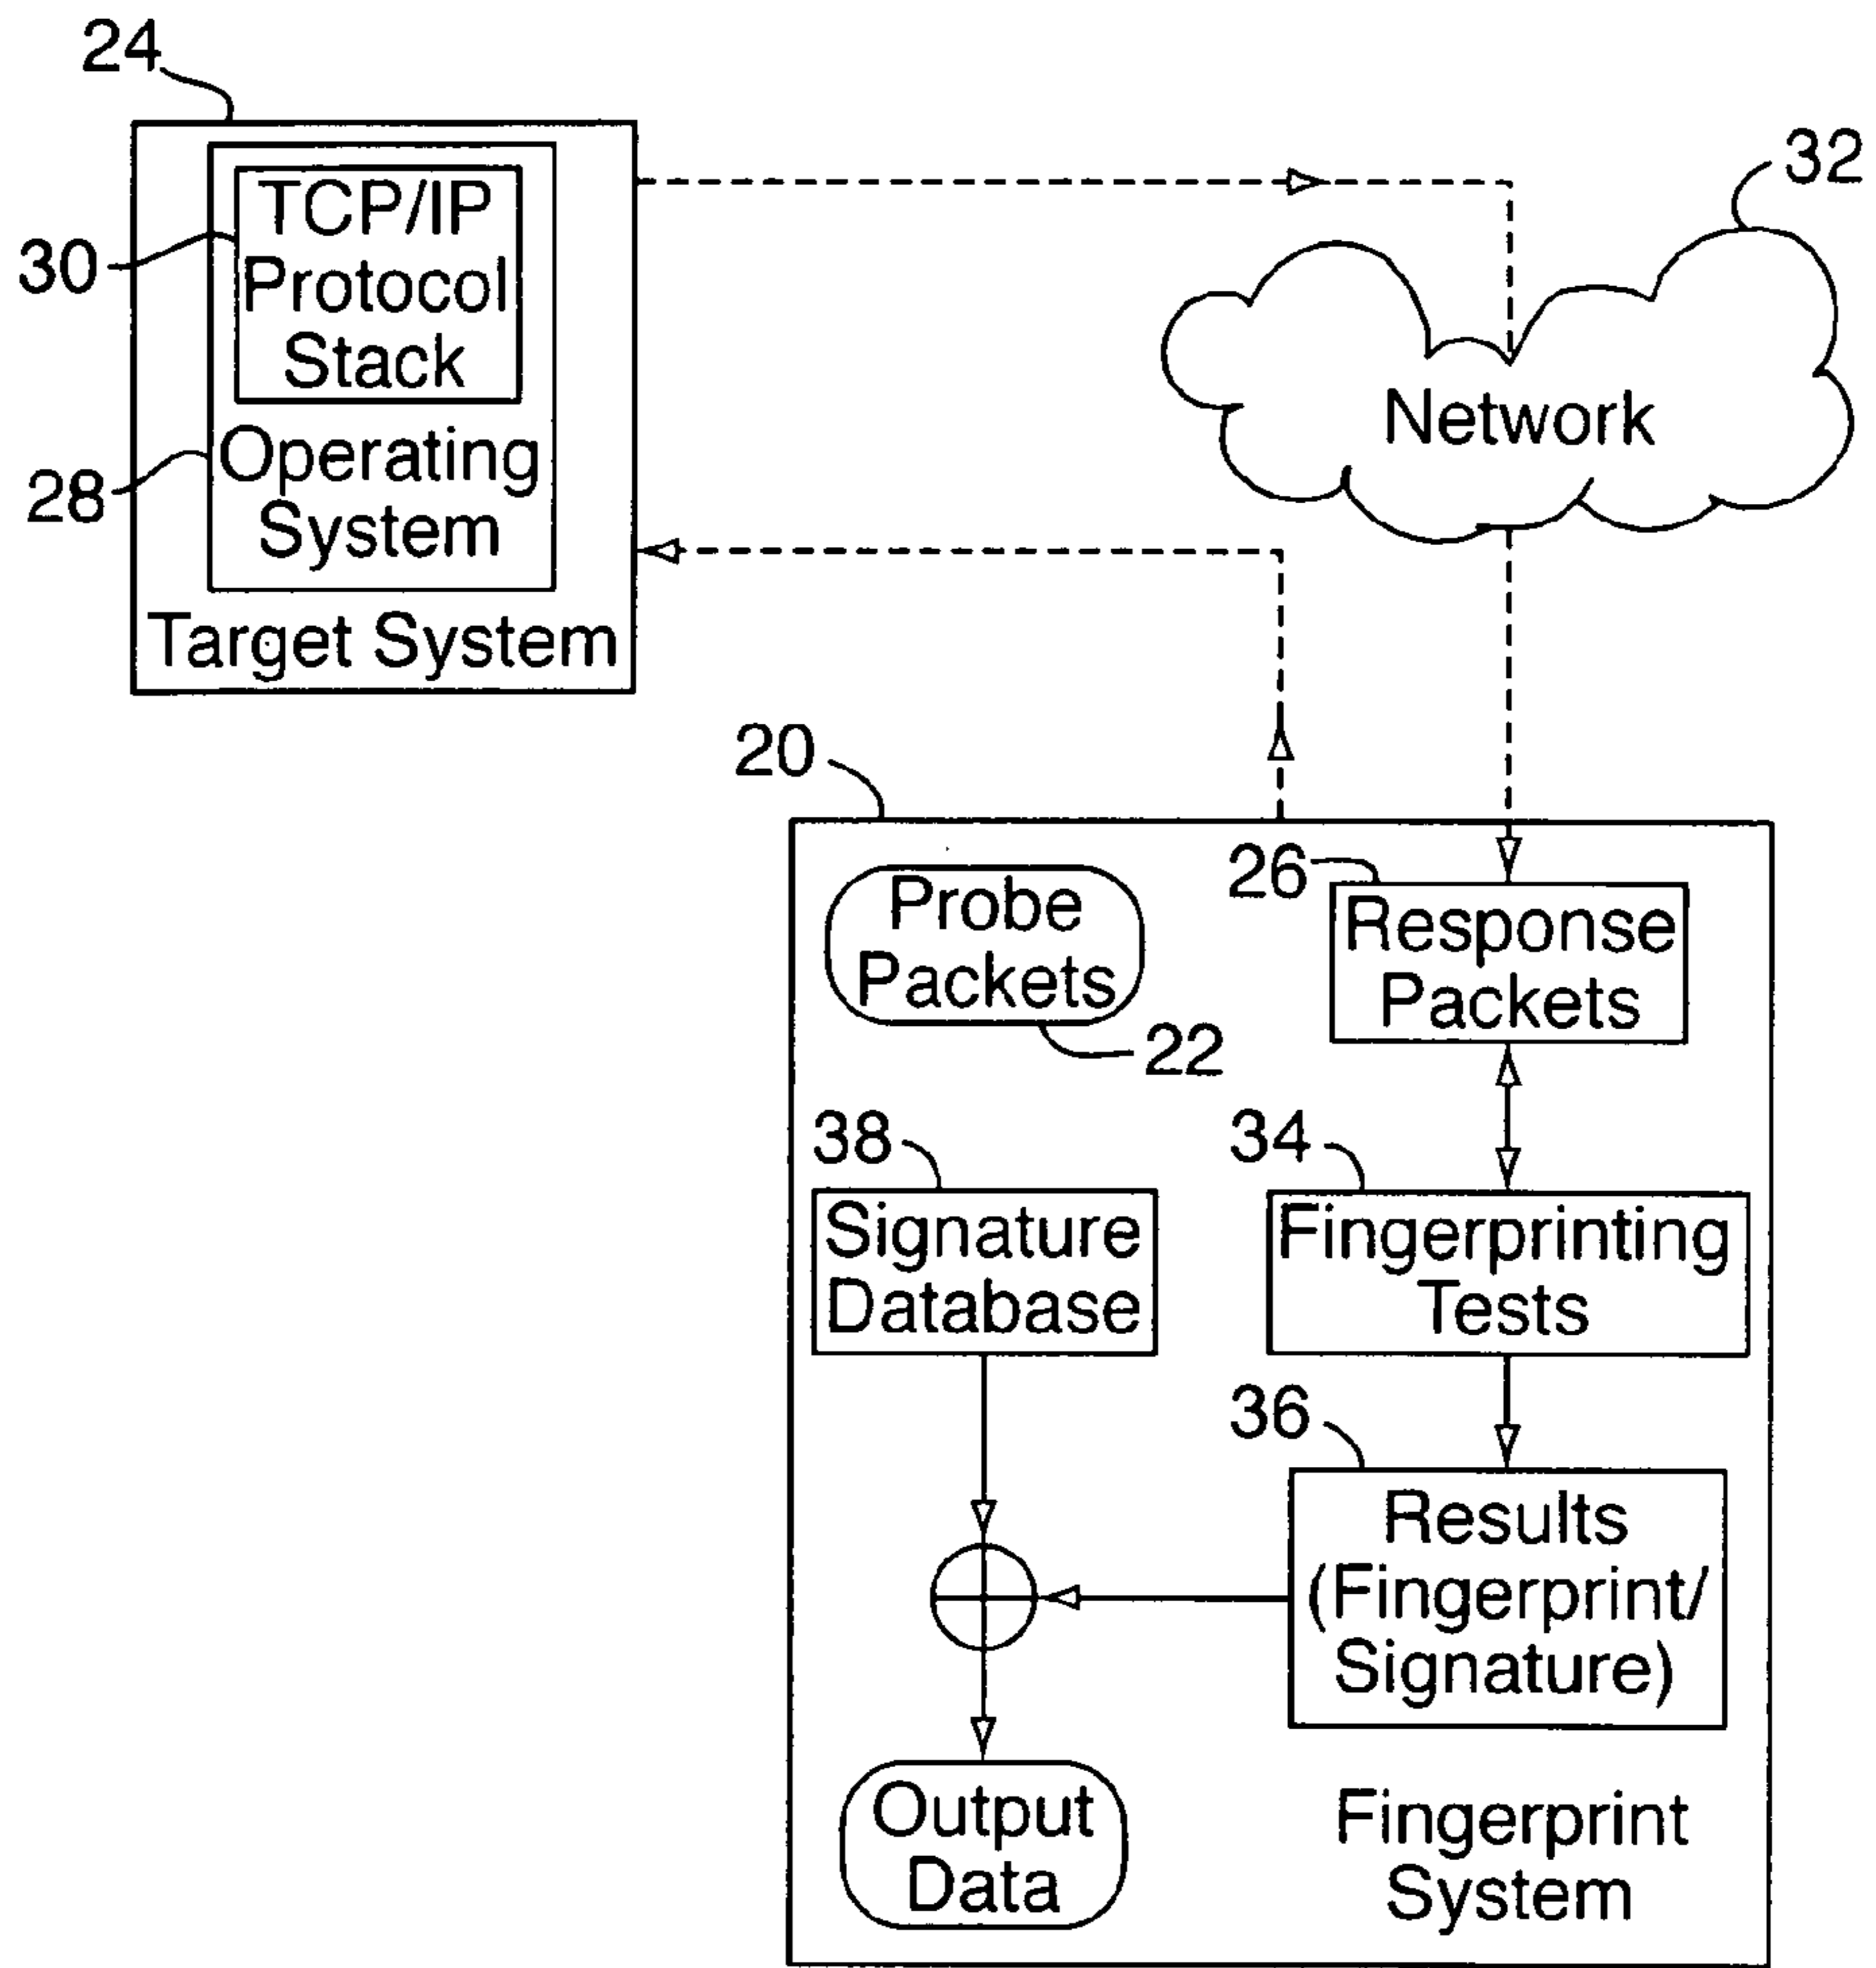 24
TCP/IP
Protocol
Stack
30
Operating
System
28
Target System
32
Network
20
Probe
Packets
22
26
Response
Packets
38
Signature
Database
34
Fingerprinting
Tests
36
Results
(Fingerprint/
Signature)
Output
Data
Fingerprint
System